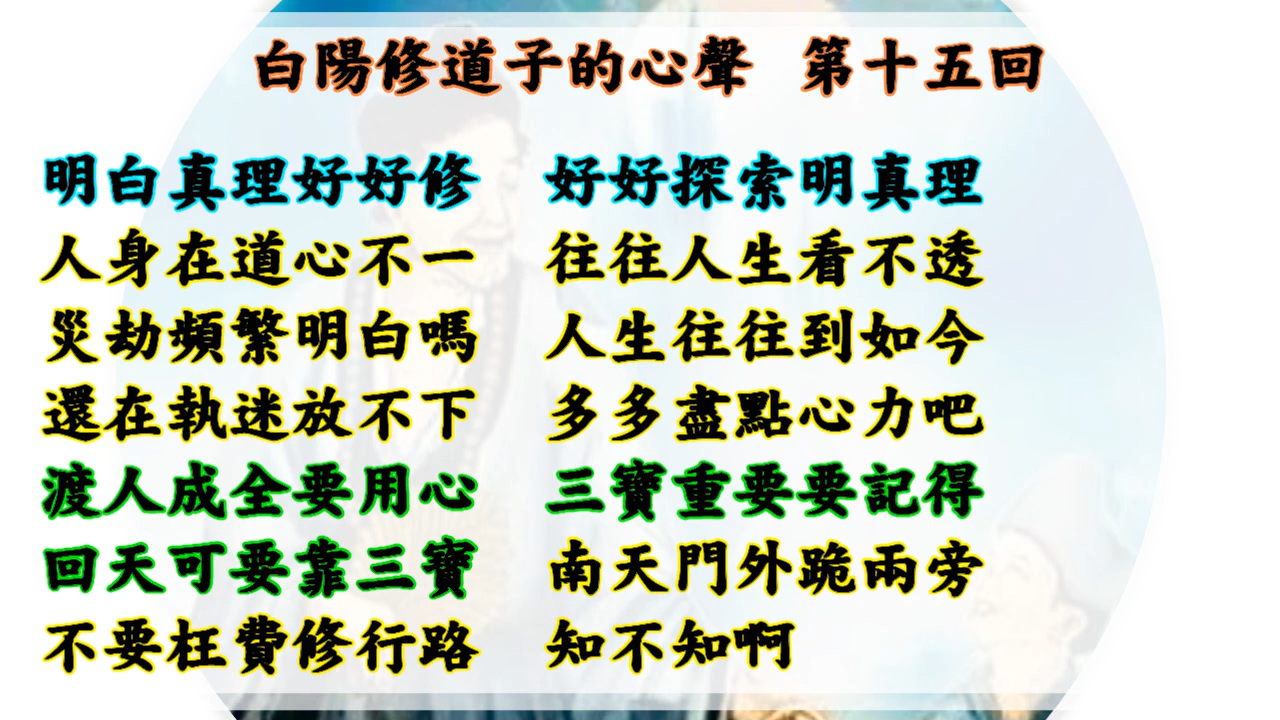 白陽修道子的心聲 第十五回
明白真理好好修 好好探索明真理
人身在道心不一 往往人生看不透
災劫頻繁明白嗎 人生往往到如今
還在執迷放不下 多多盡點心力吧
渡人成全要用心 三寶重要要記得
回天可要靠三寶 南天門外跪兩旁
不要枉費修行路 知不知啊